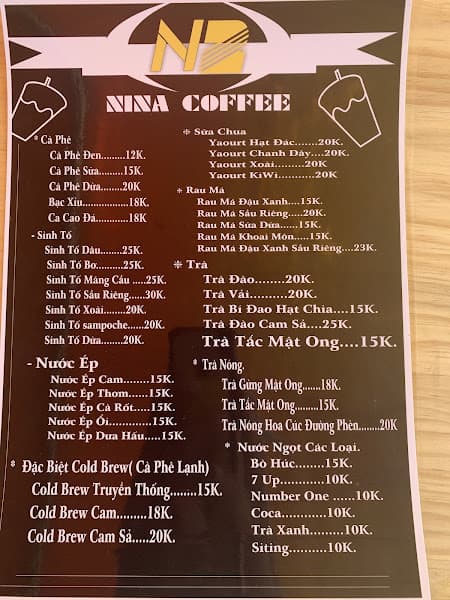 NB
NINA COFFEE
* Cà Phê
Cà Phê Đen.........12K.
Cà Phê Sữa.........15K.
Cà Phê Dừa.........20K
Bạc Xỉu.................18K.
Ca Cao Đá............18K
- Sinh Tố
Sinh Tố Dâu........25K.
Sinh Tố Bơ..........25K.
Sinh Tố Mãng Cầu .....25K.
Sinh Tố Sầu Riêng......30K.
Sinh Tố Xoài........20K.
Sinh Tố sampoche.....20K.
Sinh Tố Dừa........20K.
- Nước Ép
Nước Ép Cam........15K.
Nước Ép Thơm......15K.
Nước Ép Cà Rốt.....15K.
Nước Ép Ổi.............15K.
Nước Ép Dưa Hấu....15K.
* Đặc Biệt Cold Brew( Cà Phê Lạnh)
Cold Brew Truyền Thống........15K.
Cold Brew Cam........18K.
Cold Brew Cam Sả.....20K.
❊ Sữa Chua
Yaourt Hạt Đác.......20K.
Yaourt Chanh Dây....20K.
Yaourt Xoài............20K
Yaourt KiWi...........20K
* Rau Má
Rau Má Đậu Xanh....15K.
Rau Má Sầu Riêng.....20K.
Rau Má Sữa Dừa.....15K.
Rau Má Khoai Môn.....15K.
Rau Má Đậu Xanh Sầu Riêng....23K.
❊ Trà
Trà Đào........20K.
Trà Vải..........20K.
Trà Bí Đao Hạt Chia....15K.
Trà Đào Cam Sả....25K.
Trà Tắc Mật Ong....15K.
* Trà Nóng.
Trà Gừng Mật Ong.......18K.
Trà Tắc Mật Ong..........15K.
Trà Nóng Hoa Cúc Đường Phèn........20K
* Nước Ngọt Các Loại.
Bò Húc.......15K.
7 Up...........10K.
Number One ......10K.
Coca...........10K.
Trà Xanh.......10K.
Siting..........10K.